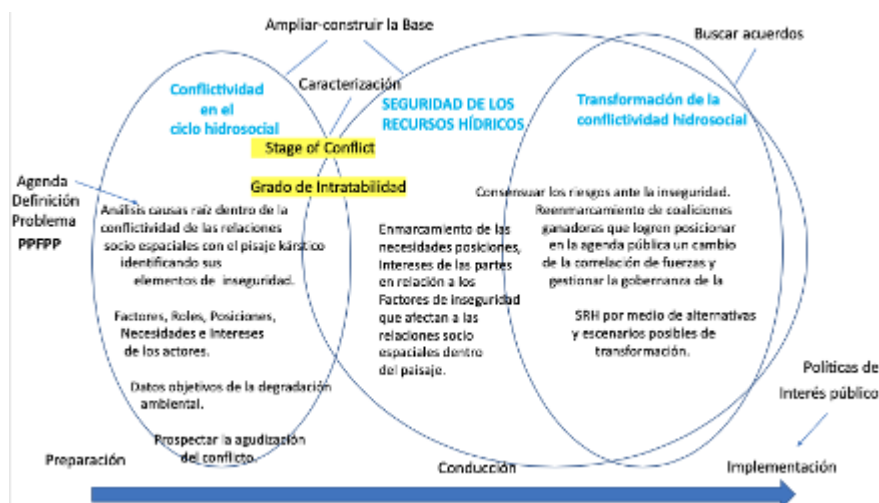 Ampliar-construir la Base
Buscar acuerdos
Caracterización
Conflictividad
en el
ciclo hidrosocial
SEGURIDAD DE LOS
RECURSOS HÍDRICOS
Transformación de la
conflictividad hidrosocial
Stage of Conflict
Grado de Intratabilidad
Agenda
Definición
Problema
PPFPP
Análisis causas raíz dentro de la
conflictividad de las relaciones
socio espaciales con el pisaje kárstico
identificando sus
elementos de inseguridad.
Factores, Roles, Posiciones,
Necesidades e Intereses
de los actores.
Datos objetivos de la degradación
ambiental.
Prospectar la agudización
del conflicto.
Enmarcamiento de las
necesidades posiciones,
Intereses de las partes
en relación a los
Factores de inseguridad
que afectan a las
relaciones socio
espaciales dentro
del paisaje.
Consensuar los riesgos ante la inseguridad.
Reenmarcamiento de coaliciones
ganadoras que logren posicionar
en la agenda pública un cambio
de la correlación de fuerzas y
gestionar la gobernanza de la
SRH por medio de alternativas
y escenarios posibles de
transformación.
Políticas de
Interés público
Preparación
Conducción
Implementación